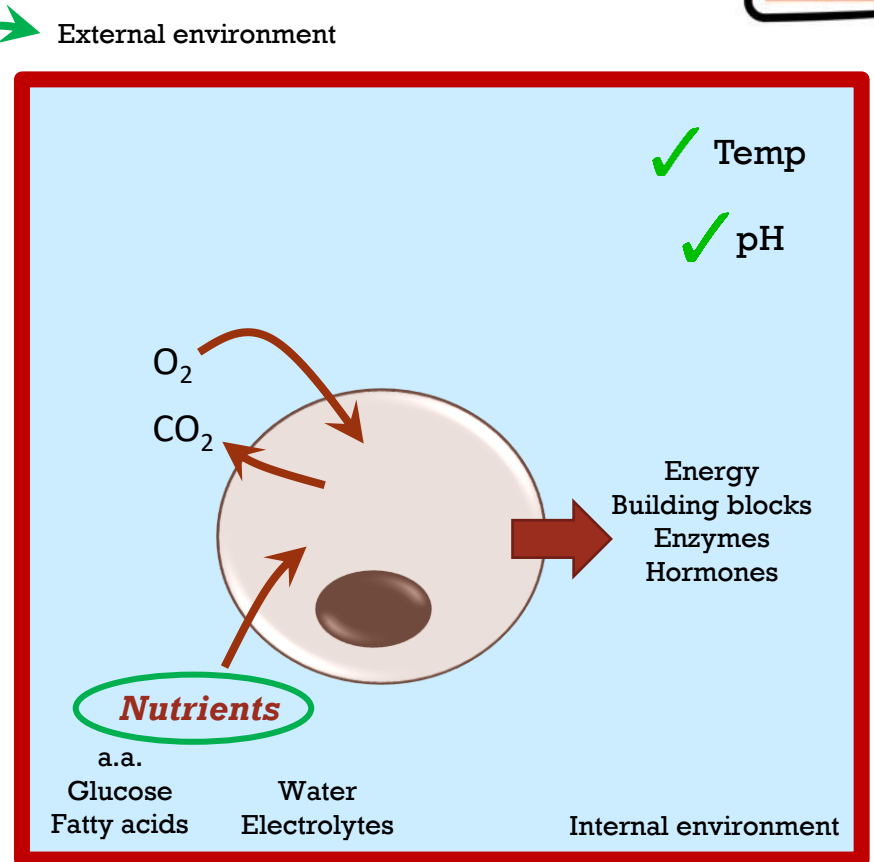 External environment
Temp
pH
O₂
CO₂
Energy
Building blocks
Enzymes
Hormones
Nutrients
a.a.
Glucose
Fatty acids
Water
Electrolytes
Internal environment